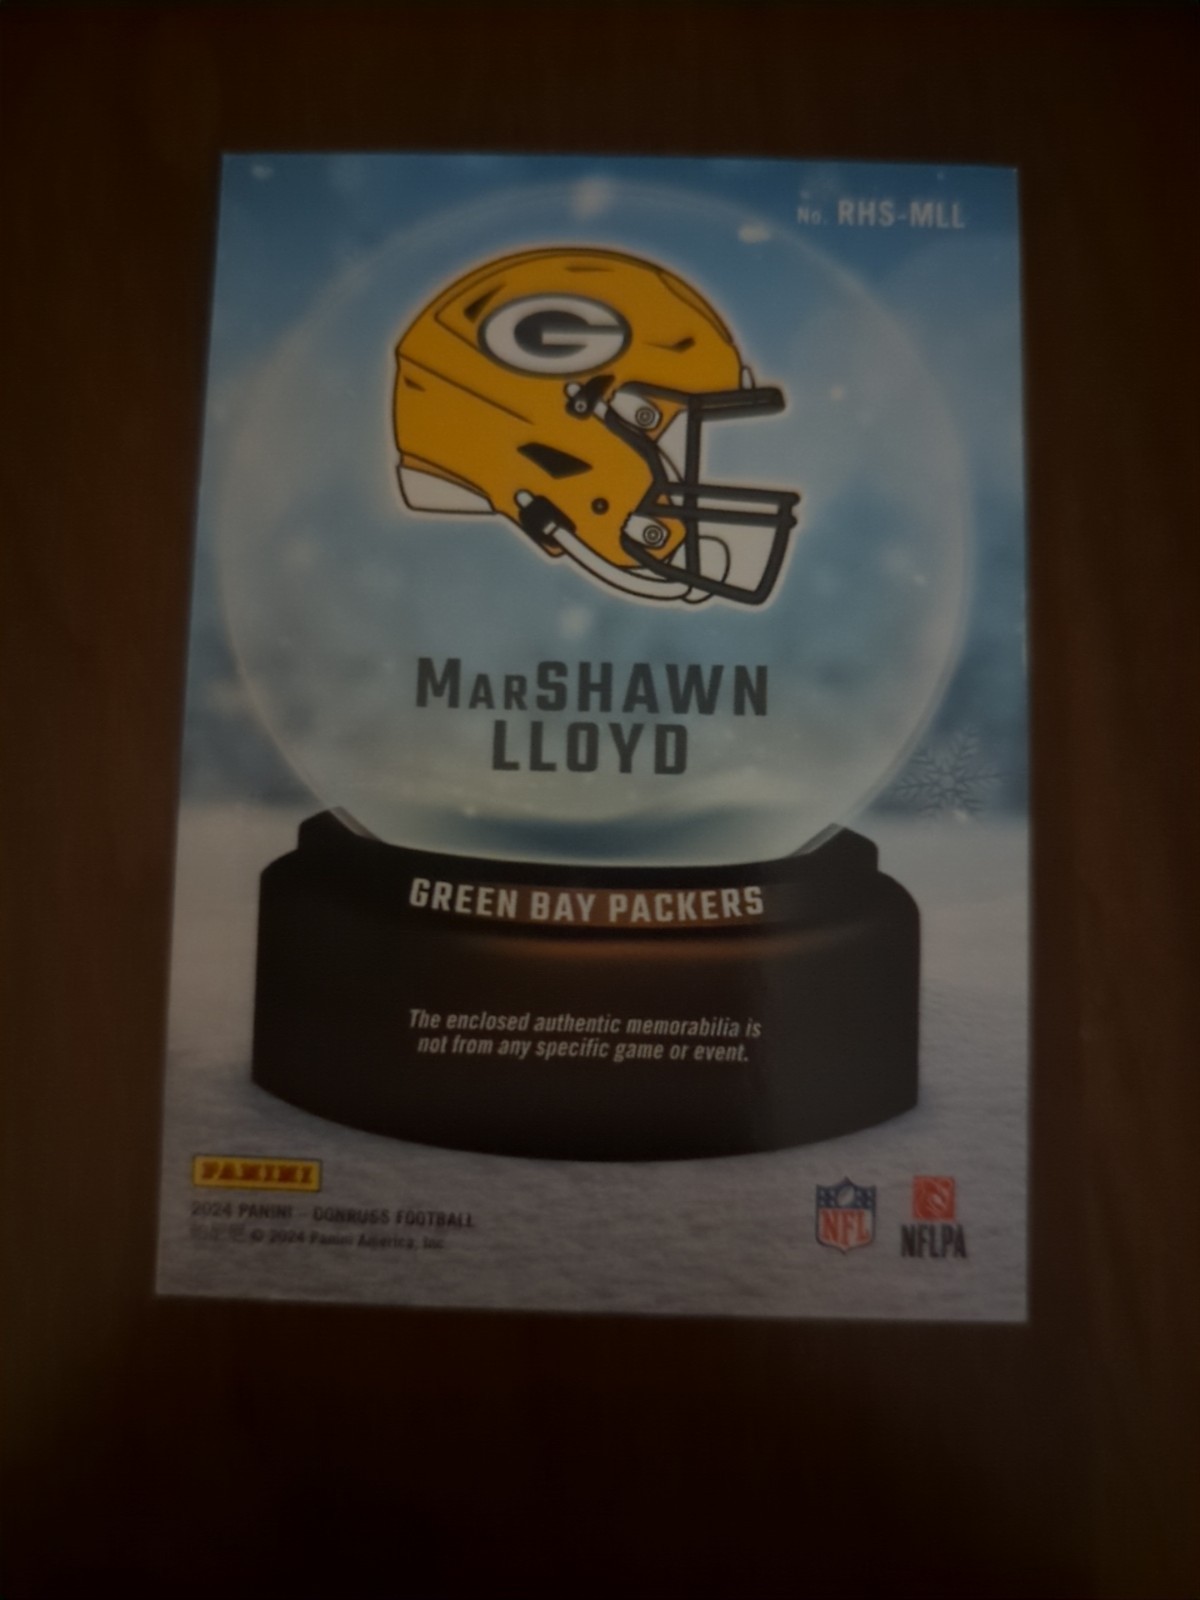 No. RHS-MLL
G
MARSHAWN
LLOYD
GREEN BAY PACKERS
The enclosed authentic memorabilia is
not from any specific game or event.
PANINI
2024 PANINI - DONRUSS FOOTBALL
© 2024 Panini America, Inc.
NFL
NFLPA